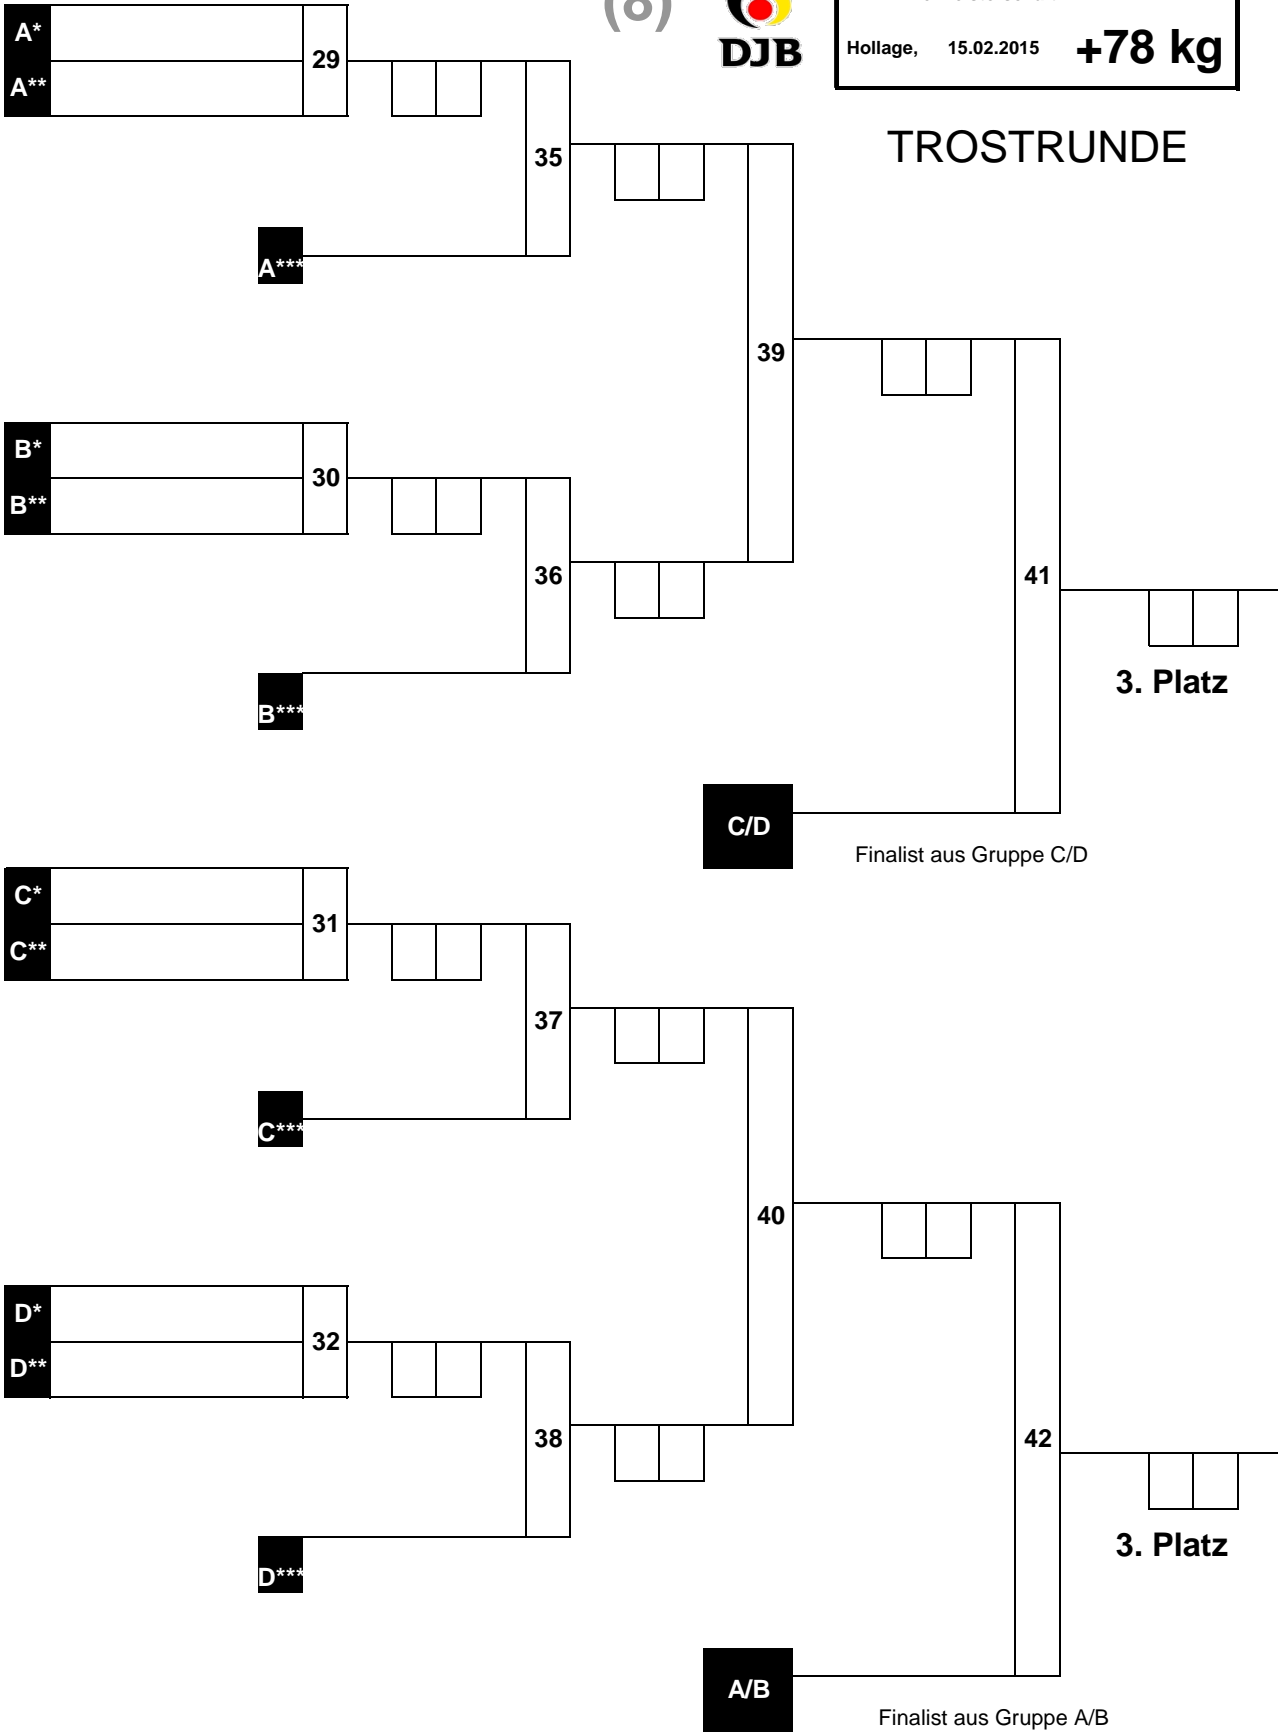 (8)
DJB
Hollage, 15.02.2015 +78 kg
TROSTRUNDE
A*
A**
29
35
A***
39
B*
B**
30
36
41
B***
3. Platz
C/D
Finalist aus Gruppe C/D
C*
C**
31
37
C***
40
D*
D**
32
38
42
D***
3. Platz
A/B
Finalist aus Gruppe A/B